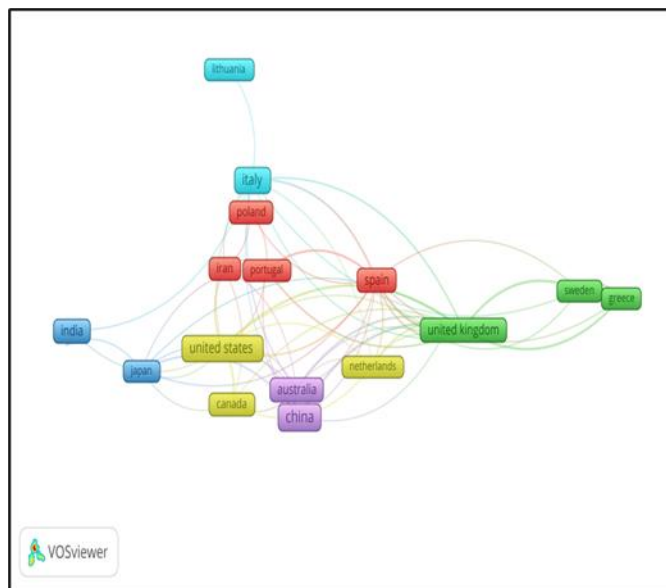 lithuania
italy
poland
iran
portugal
spain
sweden
greece
india
united kingdom
united states
japan
netherlands
australia
canada
china
VOSviewer